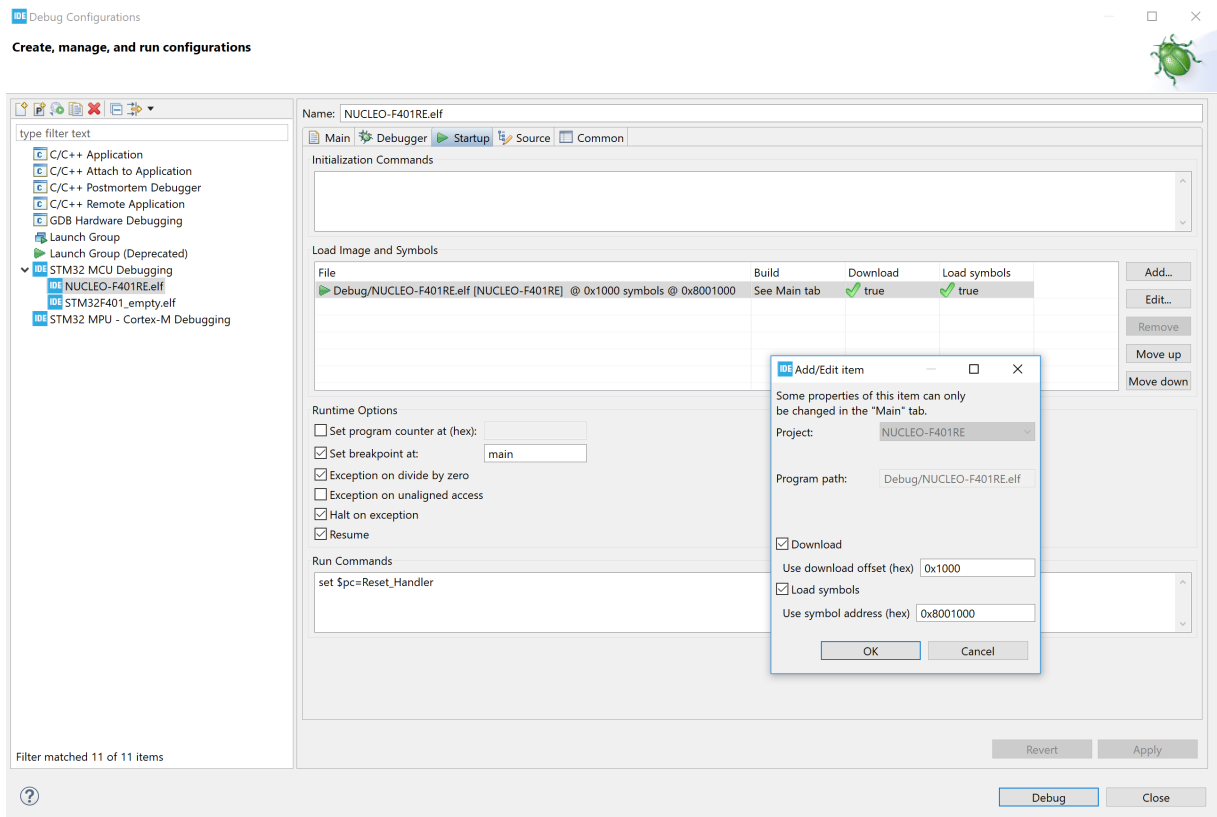 IDE Debug Configurations
Create, manage, and run configurations
type filter text
C/C++ Application
C/C++ Attach to Application
C/C++ Postmortem Debugger
C/C++ Remote Application
GDB Hardware Debugging
Launch Group
Launch Group (Deprecated)
IDE STM32 MCU Debugging
IDE NUCLEO-F401RE.elf
IDE STM32F401_empty.elf
IDE STM32 MPU - Cortex-M Debugging
Filter matched 11 of 11 items
Name: NUCLEO-F401RE.elf
Main Debugger Startup Source Common
Initialization Commands
Load Image and Symbols
File Build Download Load symbols
Debug/NUCLEO-F401RE.elf [NUCLEO-F401RE] @ 0x1000 symbols @ 0x8001000 See Main tab true true
Add...
Edit...
Remove
Move up
Move down
Runtime Options
Set program counter at (hex):
Set breakpoint at: main
Exception on divide by zero
Exception on unaligned access
Halt on exception
Resume
Run Commands
set $pc=Reset_Handler
IDE Add/Edit item
Some properties of this item can only
be changed in the "Main" tab.
Project: NUCLEO-F401RE
Program path: Debug/NUCLEO-F401RE.elf
Download
Use download offset (hex) 0x1000
Load symbols
Use symbol address (hex) 0x8001000
OK Cancel
Revert Apply
? Debug Close